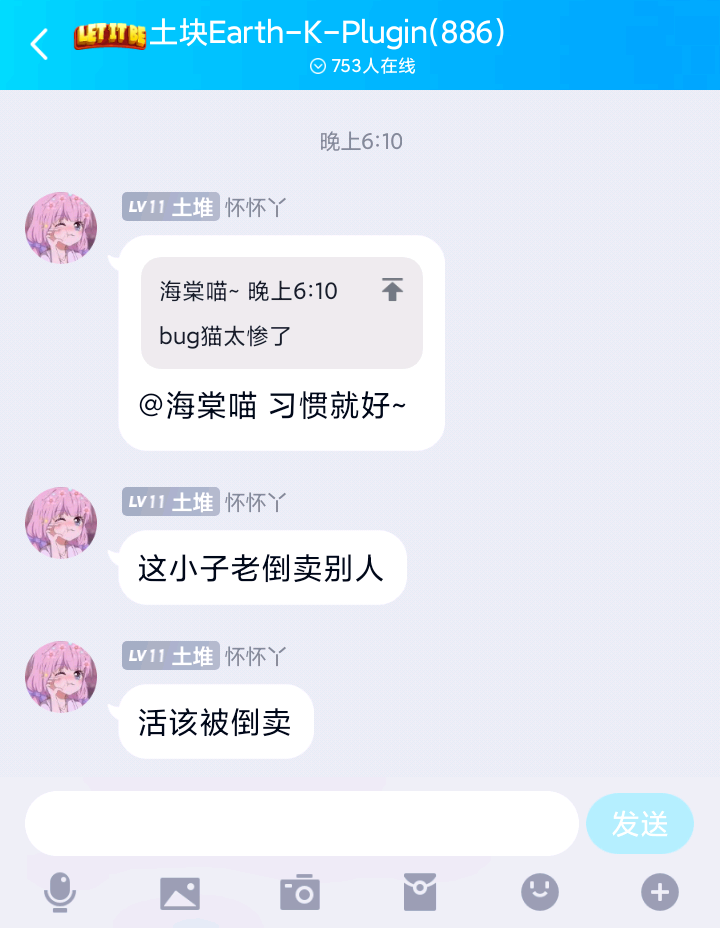 LET IT BE土块Earth-K-Plugin(886)
753人在线
晚上6:10
LV11 土堆 怀怀丫
海棠喵~ 晚上6:10
bug猫太惨了
@海棠喵 习惯就好~
LV11 土堆 怀怀丫
这小子老倒卖别人
LV11 土堆 怀怀丫
活该被倒卖
发送